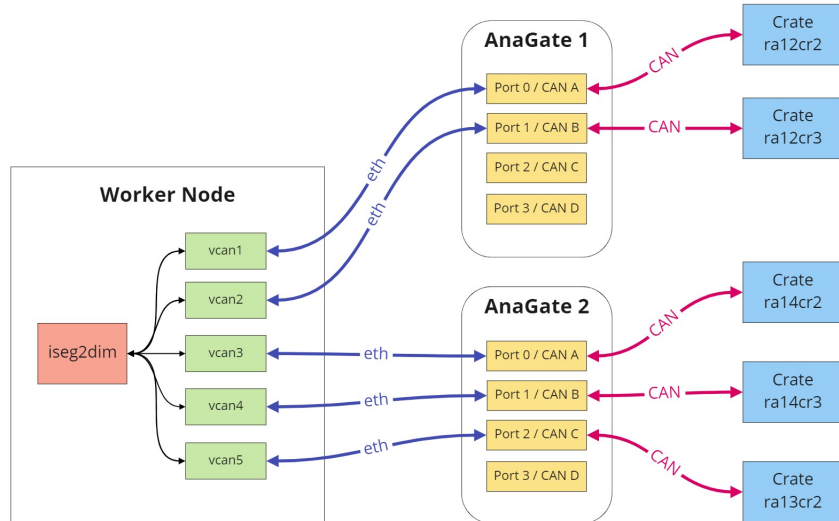 Worker Node
iseg2dim
vcan1
vcan2
vcan3
vcan4
vcan5
eth
eth
eth
eth
eth
AnaGate 1
Port 0 / CAN A
Port 1 / CAN B
Port 2 / CAN C
Port 3 / CAN D
AnaGate 2
Port 0 / CAN A
Port 1 / CAN B
Port 2 / CAN C
Port 3 / CAN D
CAN
CAN
CAN
CAN
CAN
Crate
ra12cr2
Crate
ra12cr3
Crate
ra14cr2
Crate
ra14cr3
Crate
ra13cr2